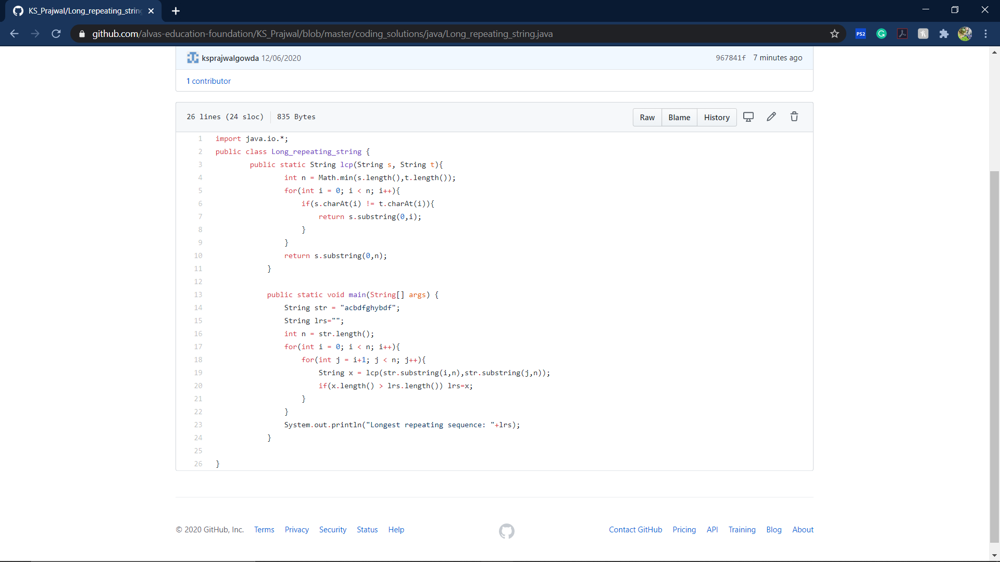 KS_Prajwal/Long_repeating_string
github.com/alvas-education-foundation/KS_Prajwal/blob/master/coding_solutions/java/Long_repeating_string.java
PS2
ksprajwalgowda 12/06/2020 967841f 7 minutes ago
1 contributor
26 lines (24 sloc) 835 Bytes Raw Blame History
1 import java.io.*;
2 public class Long_repeating_string {
3 public static String lcp(String s, String t){
4 int n = Math.min(s.length(),t.length());
5 for(int i = 0; i < n; i++){
6 if(s.charAt(i) != t.charAt(i)){
7 return s.substring(0,i);
8 }
9 }
10 return s.substring(0,n);
11 }
12
13 public static void main(String[] args) {
14 String str = "acbdfghybdf";
15 String lrs="";
16 int n = str.length();
17 for(int i = 0; i < n; i++){
18 for(int j = i+1; j < n; j++){
19 String x = lcp(str.substring(i,n),str.substring(j,n));
20 if(x.length() > lrs.length()) lrs=x;
21 }
22 }
23 System.out.println("Longest repeating sequence: "+lrs);
24 }
25
26 }
© 2020 GitHub, Inc. Terms Privacy Security Status Help Contact GitHub Pricing API Training Blog About